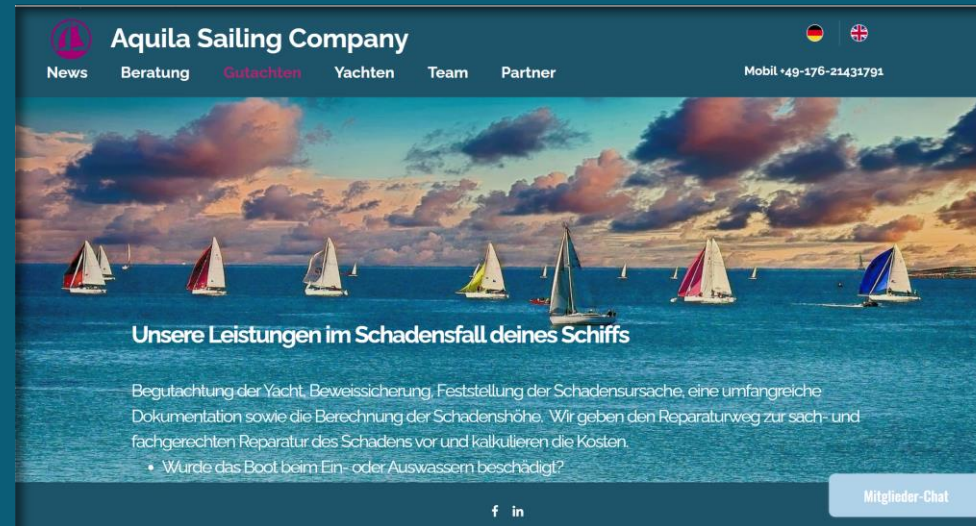 Aquila Sailing Company
News Beratung Gutachten Yachten Team Partner
Mobil +49-176-21431791
Unsere Leistungen im Schadensfall deines Schiffs
Begutachtung der Yacht, Beweissicherung, Feststellung der Schadensursache, eine umfangreiche
Dokumentation sowie die Berechnung der Schadenshöhe. Wir geben den Reparaturweg zur sach- und
fachgerechten Reparatur des Schadens vor und kalkulieren die Kosten.
• Wurde das Boot beim Ein- oder Auswassern beschädigt?
Mitglieder-Chat
f in